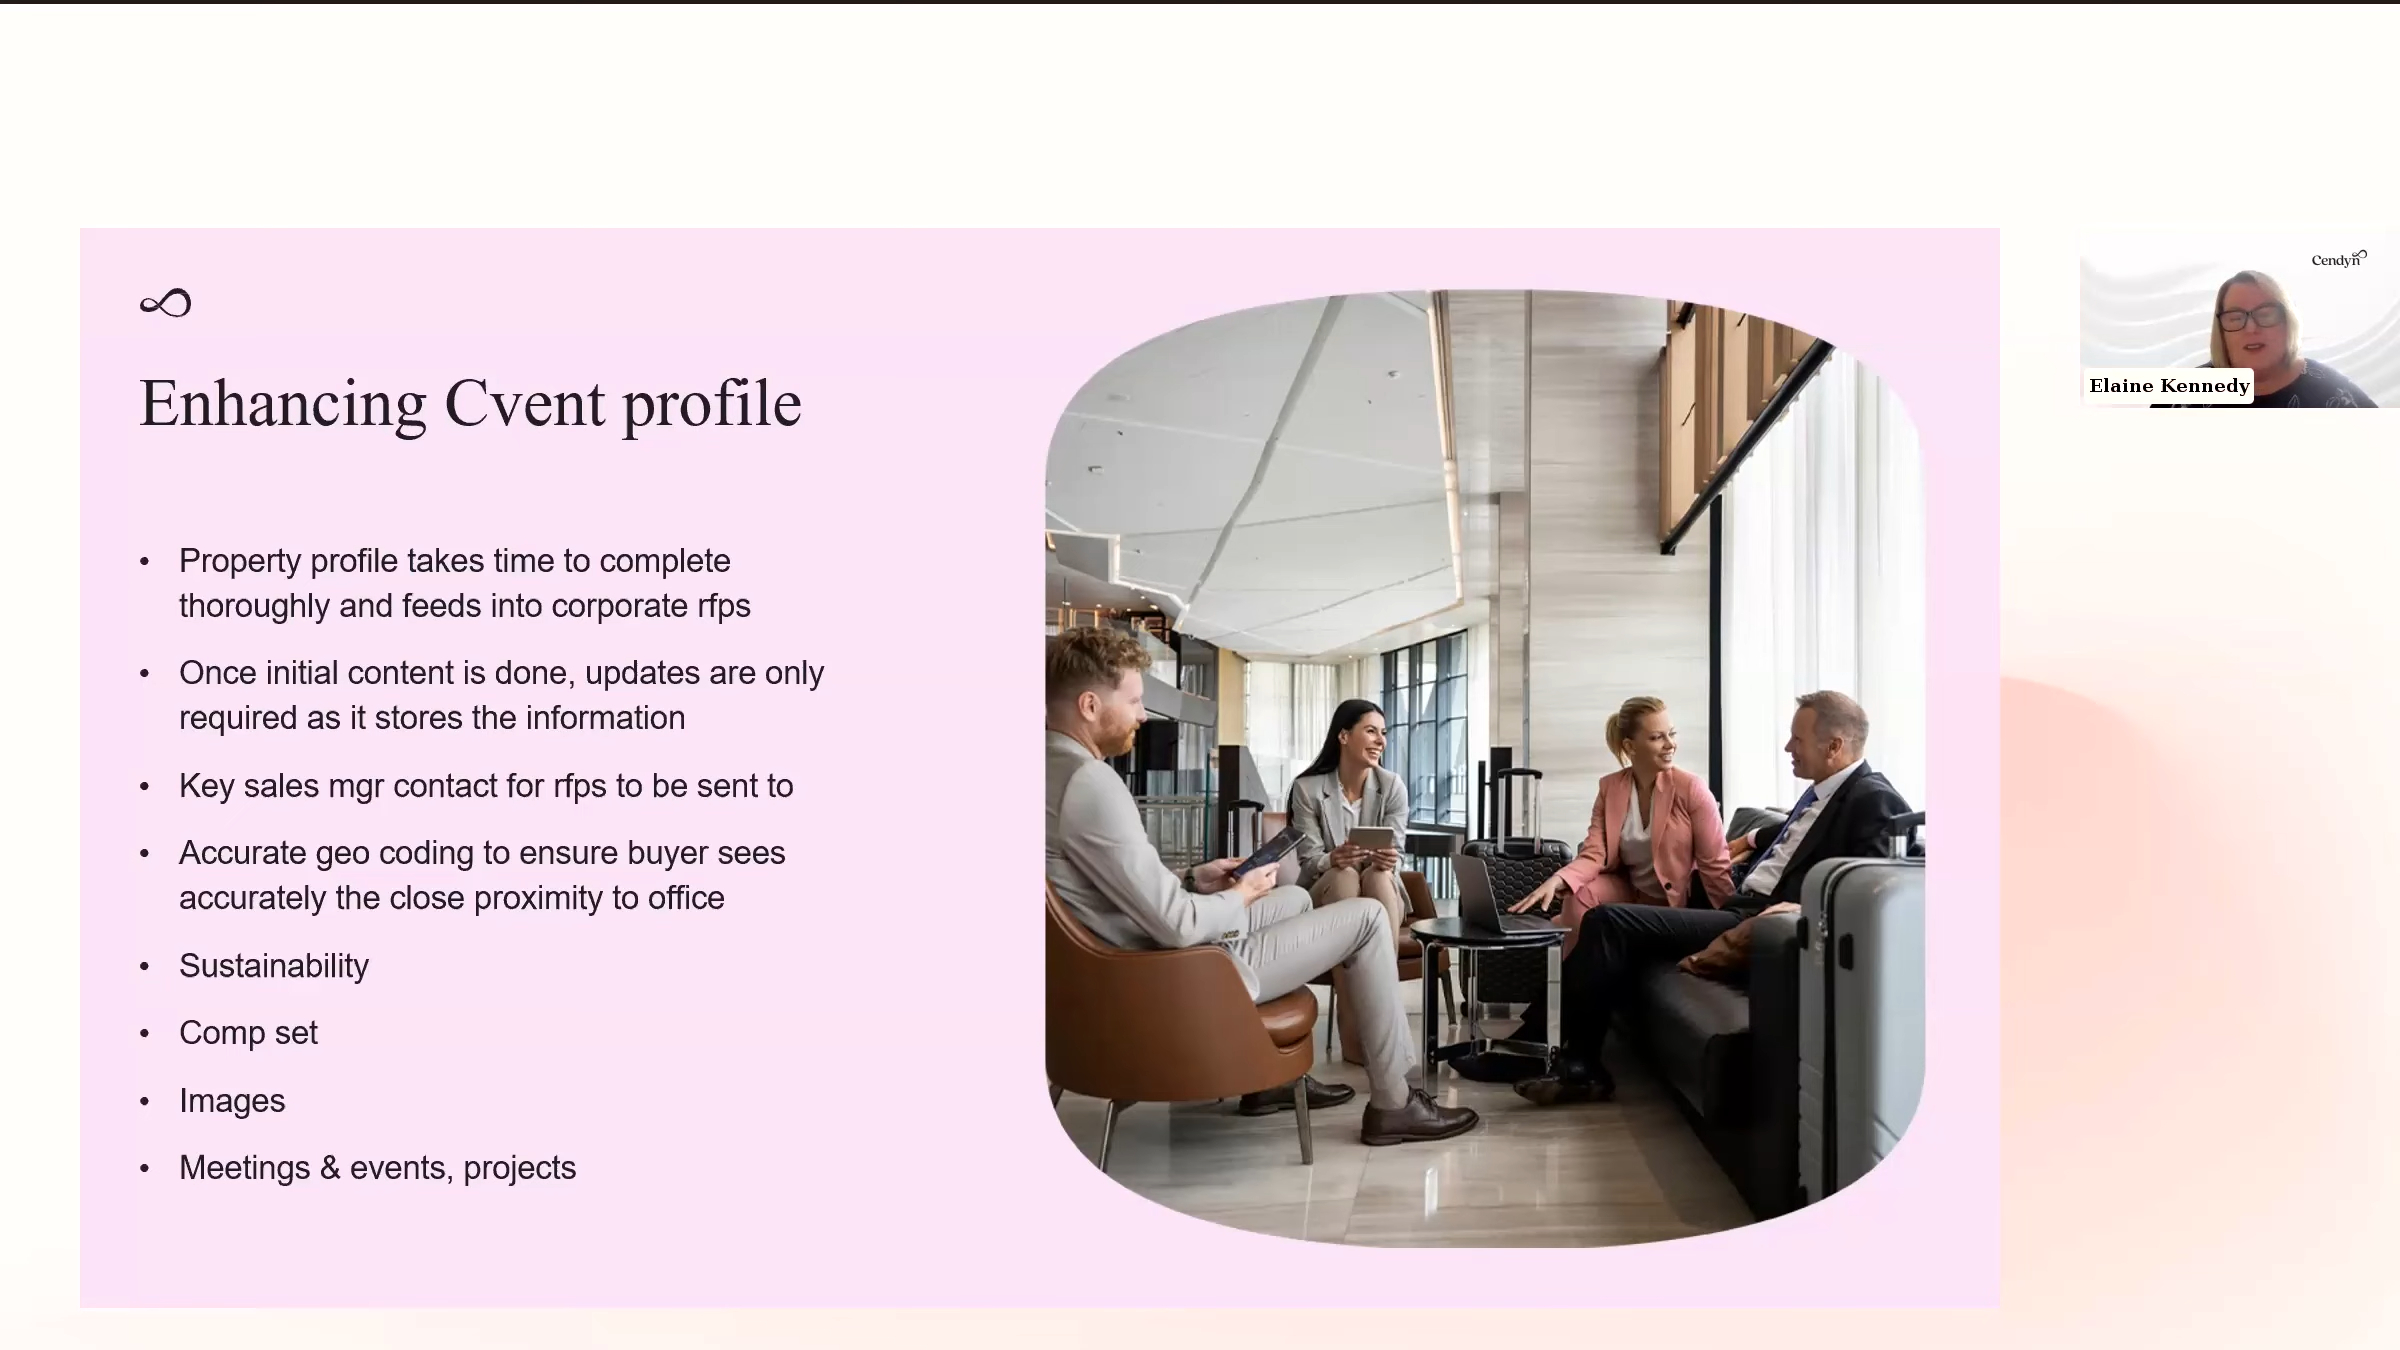 Enhancing Cvent profile
• Property profile takes time to complete
thoroughly and feeds into corporate rfps
• Once initial content is done, updates are only
required as it stores the information
• Key sales mgr contact for rfps to be sent to
• Accurate geo coding to ensure buyer sees
accurately the close proximity to office
• Sustainability
• Comp set
• Images
• Meetings & events, projects
Cendyn
Elaine Kennedy